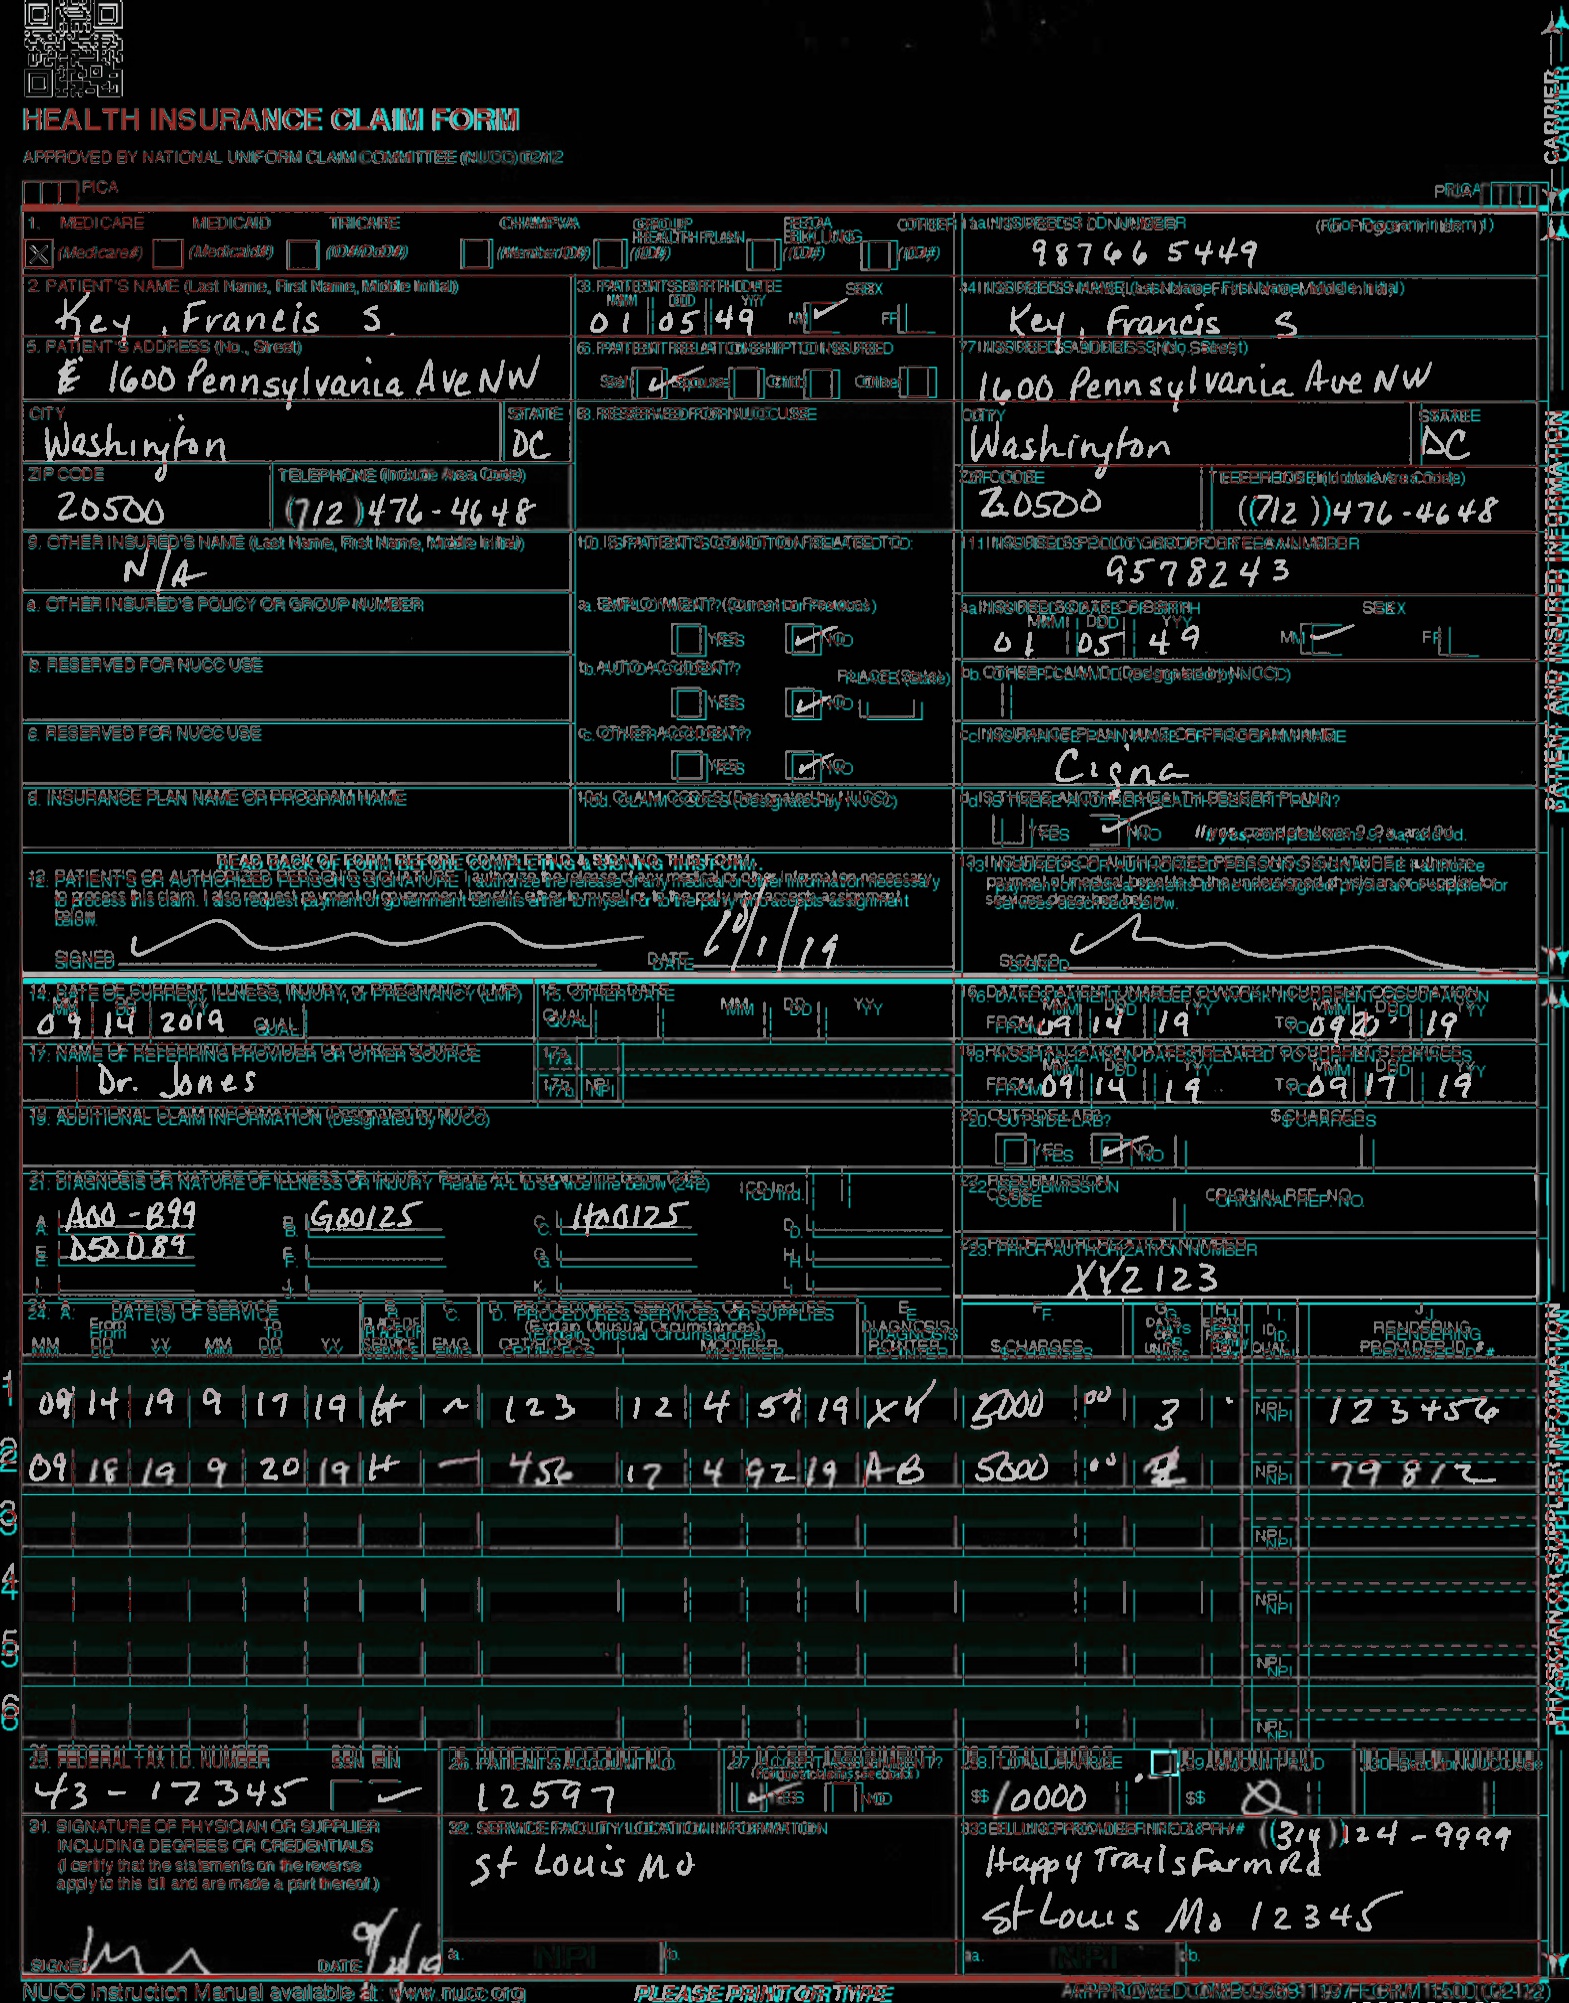 HEALTH INSURANCE CLAIM FORM
APPROVED BY NATIONAL UNIFORM CLAIM COMMITTEE (NUCC) 02/12
PICA PICA
CARRIER
1. MEDICARE MEDICAID TRICARE CHAMPVA GROUP HEALTH PLAN FECA BLK LUNG OTHER
(Medicare#) (Medicaid#) (ID#/DoD#) (Member ID#) (ID#) (ID#) (ID#)
1a. INSURED'S I.D. NUMBER (For Program in Item 1)
98766 5449
2. PATIENT'S NAME (Last Name, First Name, Middle Initial)
Key, Francis S.
3. PATIENT'S BIRTH DATE SEX
MM DD YY
01 05 49 M F
4. INSURED'S NAME (Last Name, First Name, Middle Initial)
Key, Francis S
5. PATIENT'S ADDRESS (No., Street)
1600 Pennsylvania Ave NW
6. PATIENT RELATIONSHIP TO INSURED
Self Spouse Child Other
7. INSURED'S ADDRESS (No., Street)
1600 Pennsylvania Ave NW
CITY STATE
Washington DC
8. RESERVED FOR NUCC USE
CITY STATE
Washington DC
ZIP CODE TELEPHONE (Include Area Code)
20500 (712) 476-4648
ZIP CODE TELEPHONE (Include Area Code)
20500 (712) 476-4648
9. OTHER INSURED'S NAME (Last Name, First Name, Middle Initial)
N/A
10. IS PATIENT'S CONDITION RELATED TO:
11. INSURED'S POLICY GROUP OR FECA NUMBER
9578243
a. OTHER INSURED'S POLICY OR GROUP NUMBER
a. EMPLOYMENT? (Current or Previous)
YES NO
a. INSURED'S DATE OF BIRTH SEX
MM DD YY
01 05 49 M F
b. RESERVED FOR NUCC USE
b. AUTO ACCIDENT? PLACE (State)
YES NO
b. OTHER CLAIM ID (Designated by NUCC)
c. RESERVED FOR NUCC USE
c. OTHER ACCIDENT?
YES NO
c. INSURANCE PLAN NAME OR PROGRAM NAME
Cigna
d. INSURANCE PLAN NAME OR PROGRAM NAME
10d. CLAIM CODES (Designated by NUCC)
d. IS THERE ANOTHER HEALTH BENEFIT PLAN?
YES NO If yes, complete items 9, 9a, and 9d.
READ BACK OF FORM BEFORE COMPLETING & SIGNING THIS FORM.
12. PATIENT'S OR AUTHORIZED PERSON'S SIGNATURE I authorize the release of any medical or other information necessary
to process this claim. I also request payment of government benefits either to myself or to the party who accepts assignment
below.
SIGNED DATE 10/1/19
13. INSURED'S OR AUTHORIZED PERSON'S SIGNATURE I authorize
payment of medical benefits to the undersigned physician or supplier for
services described below.
SIGNED
PATIENT AND INSURED INFORMATION
14. DATE OF CURRENT ILLNESS, INJURY, or PREGNANCY (LMP)
MM DD YY
09 14 2019 QUAL.
15. OTHER DATE
QUAL. MM DD YY
16. DATES PATIENT UNABLE TO WORK IN CURRENT OCCUPATION
MM DD YY MM DD YY
FROM 09 14 19 TO 09 20 19
17. NAME OF REFERRING PROVIDER OR OTHER SOURCE
Dr. Jones
17a.
17b. NPI
18. HOSPITALIZATION DATES RELATED TO CURRENT SERVICES
MM DD YY MM DD YY
FROM 09 14 19 TO 09 17 19
19. ADDITIONAL CLAIM INFORMATION (Designated by NUCC)
20. OUTSIDE LAB? $ CHARGES
YES NO
21. DIAGNOSIS OR NATURE OF ILLNESS OR INJURY Relate A-L to service line below (24E) ICD Ind.
A. A00-B99 B. G00125 C. H00125 D.
E. D50D89 F. G. H.
I. J. K. L.
22. RESUBMISSION CODE ORIGINAL REF. NO.
23. PRIOR AUTHORIZATION NUMBER
XYZ123
24. A. DATE(S) OF SERVICE B. PLACE OF SERVICE C. EMG D. PROCEDURES, SERVICES, OR SUPPLIES E. DIAGNOSIS POINTER F. $ CHARGES G. DAYS OR UNITS H. I. ID. QUAL. J. RENDERING PROVIDER ID. #
From To
(Explain Unusual Circumstances)
MM DD YY MM DD YY CPT/HCPCS MODIFIER
1 09 14 19 9 17 19 H ~ 123 12 4 57 19 XY 5000 00 3 NPI 123456
2 09 18 19 9 20 19 H - 456 17 4 92 19 AB 5000 00 NPI 79812
3 NPI
4 NPI
5 NPI
6 NPI
25. FEDERAL TAX I.D. NUMBER SSN EIN
43-17345
26. PATIENT'S ACCOUNT NO.
12597
27. ACCEPT ASSIGNMENT?
(For govt. claims, see back)
YES NO
28. TOTAL CHARGE
$ 10000
29. AMOUNT PAID
$ 0
30. Rsvd for NUCC Use
31. SIGNATURE OF PHYSICIAN OR SUPPLIER
INCLUDING DEGREES OR CREDENTIALS
(I certify that the statements on the reverse
apply to this bill and are made a part thereof.)
SIGNED DATE
32. SERVICE FACILITY LOCATION INFORMATION
St Louis Mo
a. NPI b.
33. BILLING PROVIDER INFO & PH # (314) 124-9999
Happy Trails Farm Rd
St Louis Mo 12345
a. NPI b.
PHYSICIAN OR SUPPLIER INFORMATION
NUCC Instruction Manual available at: www.nucc.org
PLEASE PRINT OR TYPE
APPROVED OMB-0938-1197 FORM 1500 (02-12)